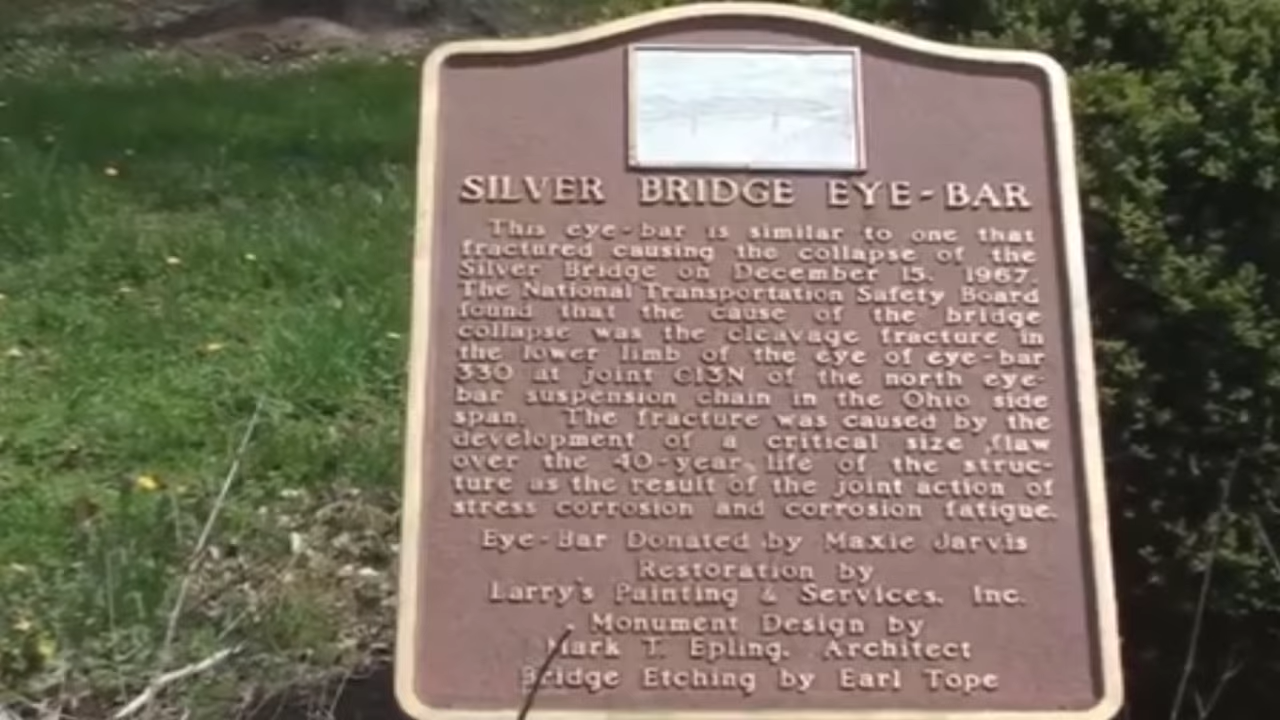 SILVER BRIDGE EYE-BAR
This eye-bar is similar to one that
fractured causing the collapse of the
Silver Bridge on December 15, 1967.
The National Transportation Safety Board
found that the cause of the bridge
collapse was the cleavage fracture in
the lower limb of the eye of eye-bar
330 at joint C13N of the north eye-
bar suspension chain in the Ohio side
span. The fracture was caused by the
development of a critical size flaw
over the 40-year life of the struc-
ture as the result of the joint action of
stress corrosion and corrosion fatigue.
Eye-Bar Donated by Maxie Jarvis
Restoration by
Larry's Painting & Services, Inc.
Monument Design by
Mark T. Epling, Architect
Bridge Etching by Earl Tope